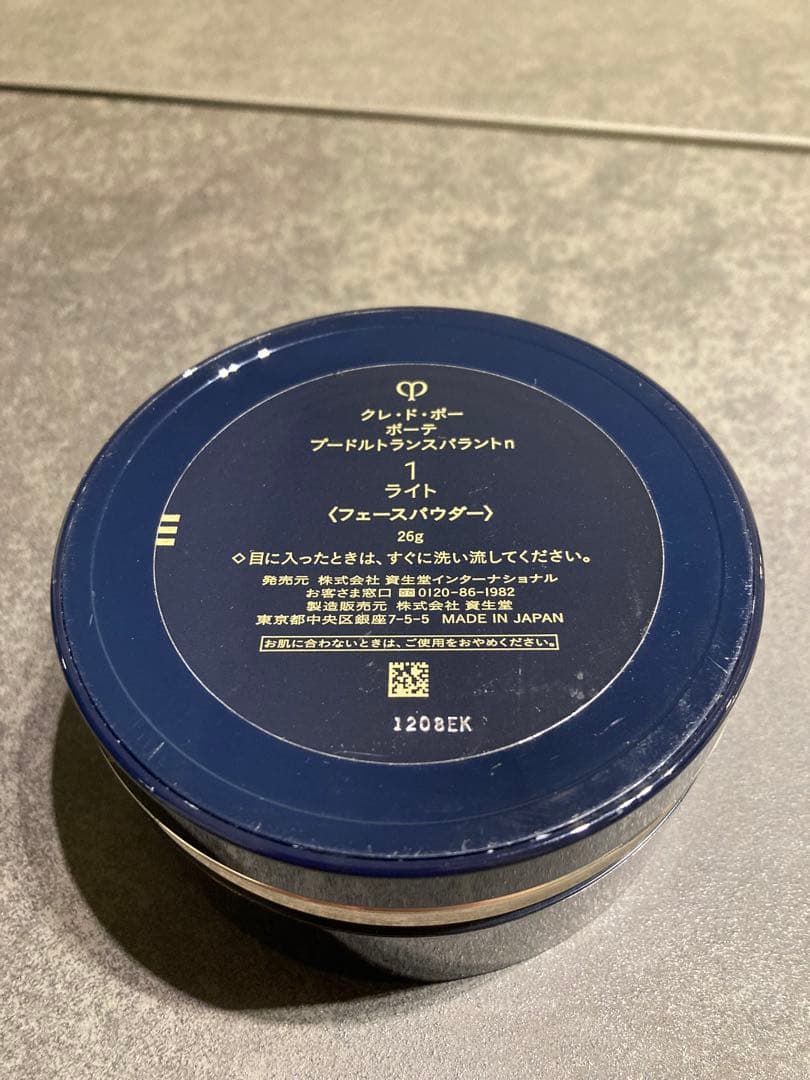 クレ・ド・ポー
ボーテ
プードルトランスパラントn
1
ライト
〈フェースパウダー〉
26g
◇目に入ったときは、すぐに洗い流してください。
発売元 株式会社 資生堂インターナショナル
お客さま窓口 0120-86-1982
製造販売元 株式会社 資生堂
東京都中央区銀座7-5-5 MADE IN JAPAN
お肌に合わないときは、ご使用をおやめください。
1208EK